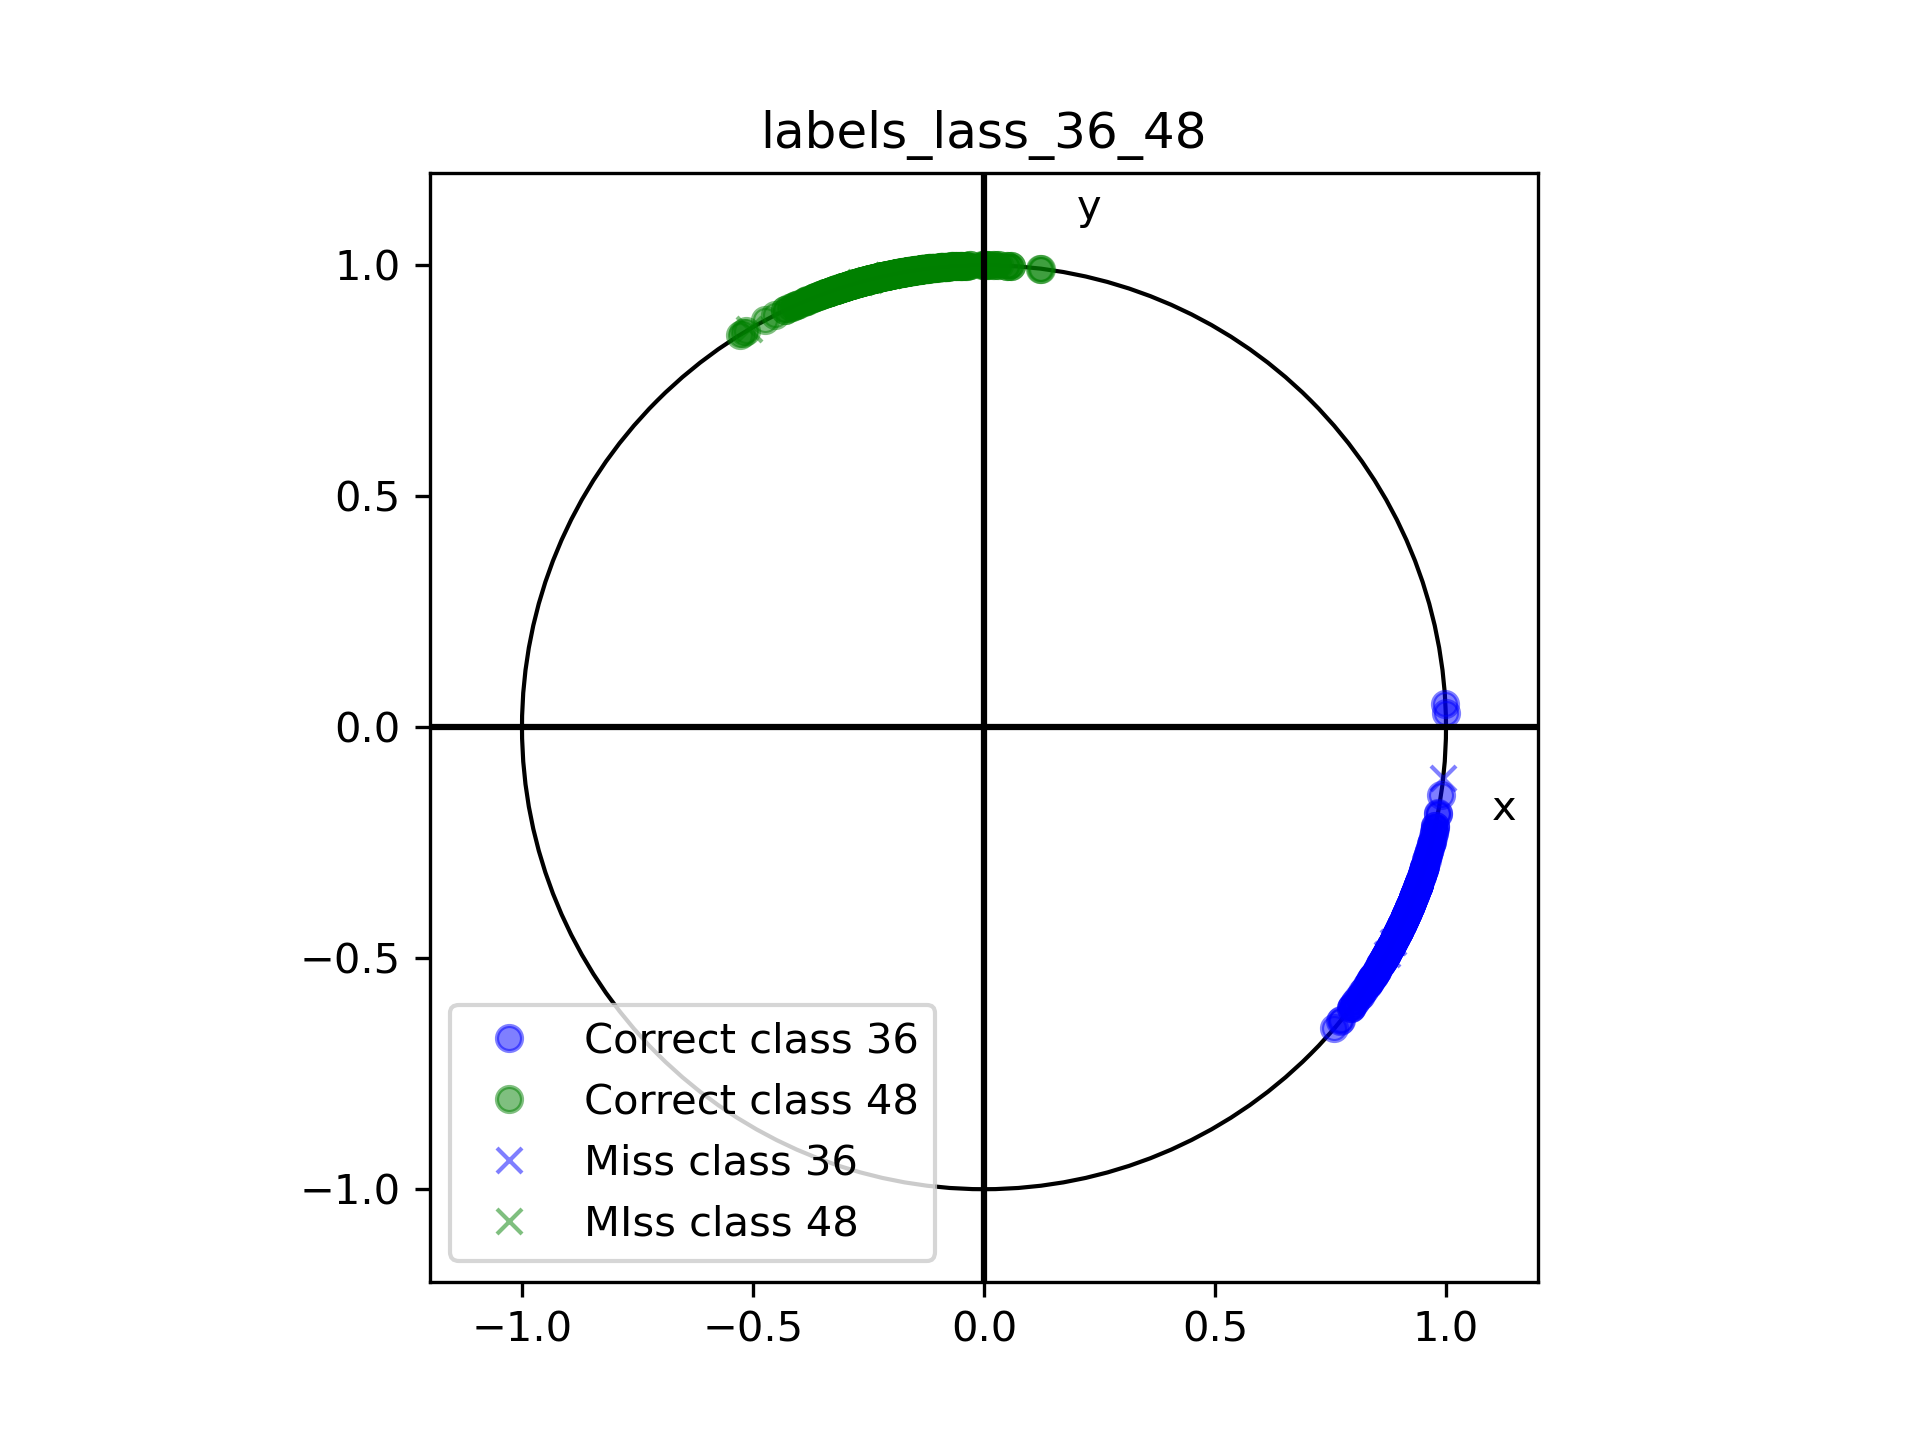 labels_lass_36_48
y
1.0
0.5
0.0
−0.5
−1.0
x
Correct class 36
Correct class 48
Miss class 36
MIss class 48
−1.0 −0.5 0.0 0.5 1.0